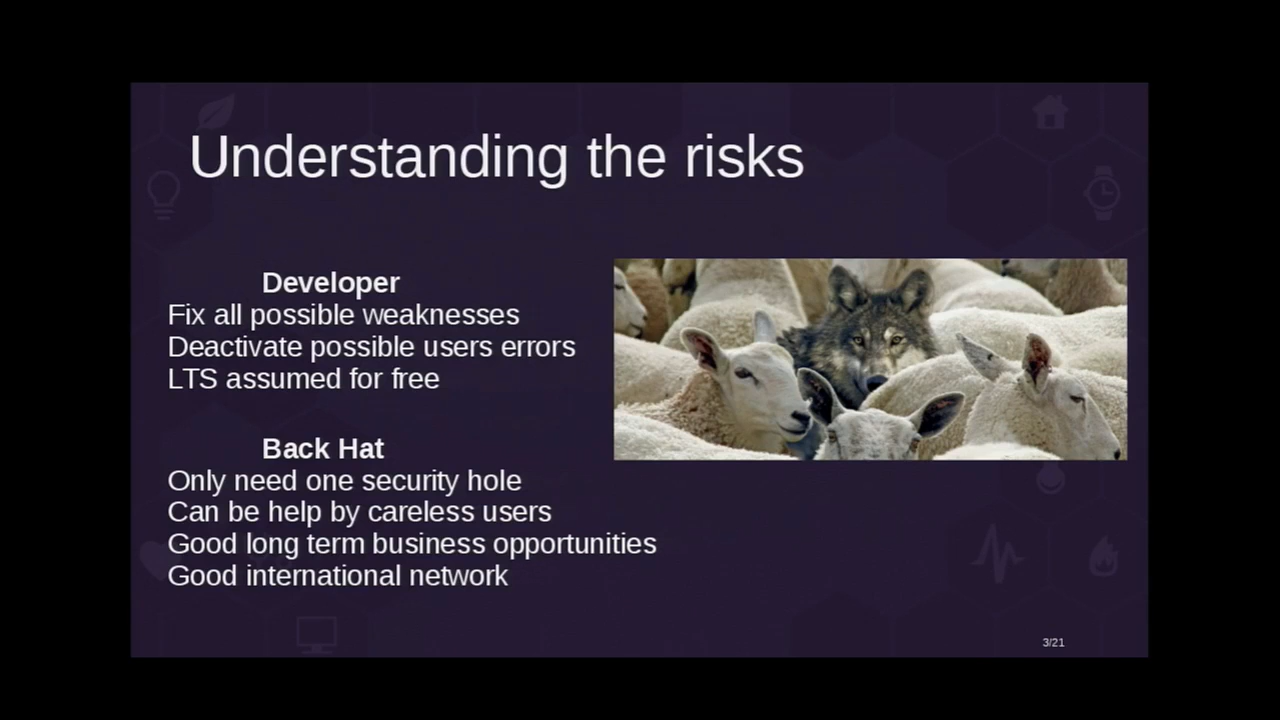 Understanding the risks
Developer
Fix all possible weaknesses
Deactivate possible users errors
LTS assumed for free
Back Hat
Only need one security hole
Can be help by careless users
Good long term business opportunities
Good international network
3/21